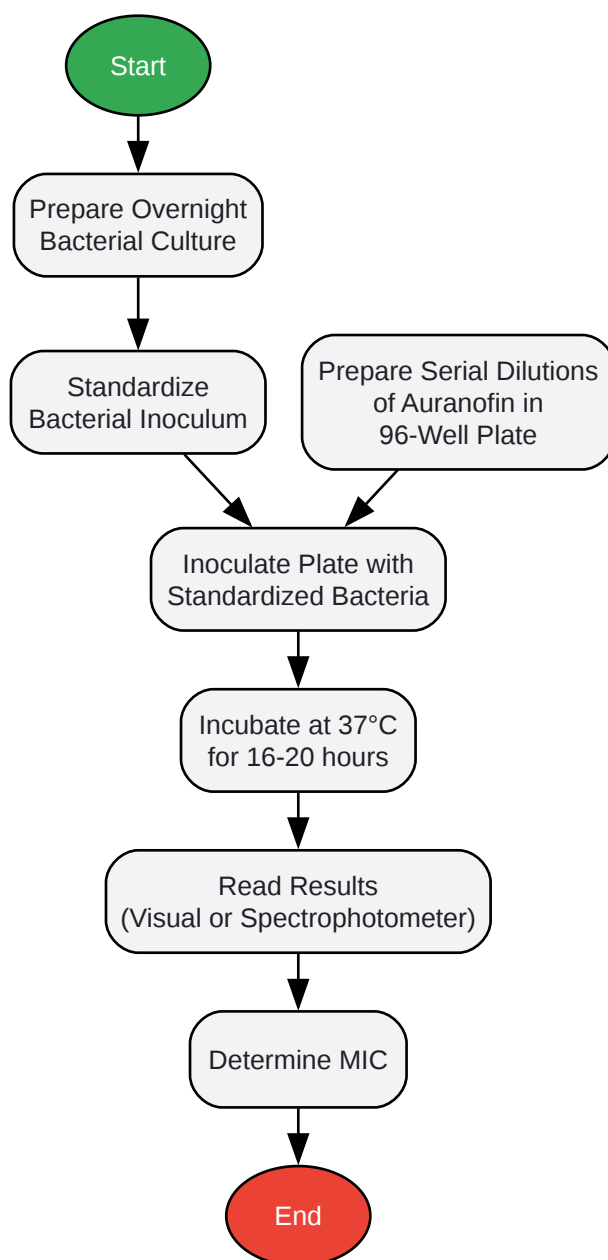 Start
Prepare Overnight
Bacterial Culture
Standardize
Bacterial Inoculum
Prepare Serial Dilutions
of Auranofin in
96-Well Plate
Inoculate Plate with
Standardized Bacteria
Incubate at 37°C
for 16-20 hours
Read Results
(Visual or Spectrophotometer)
Determine MIC
End